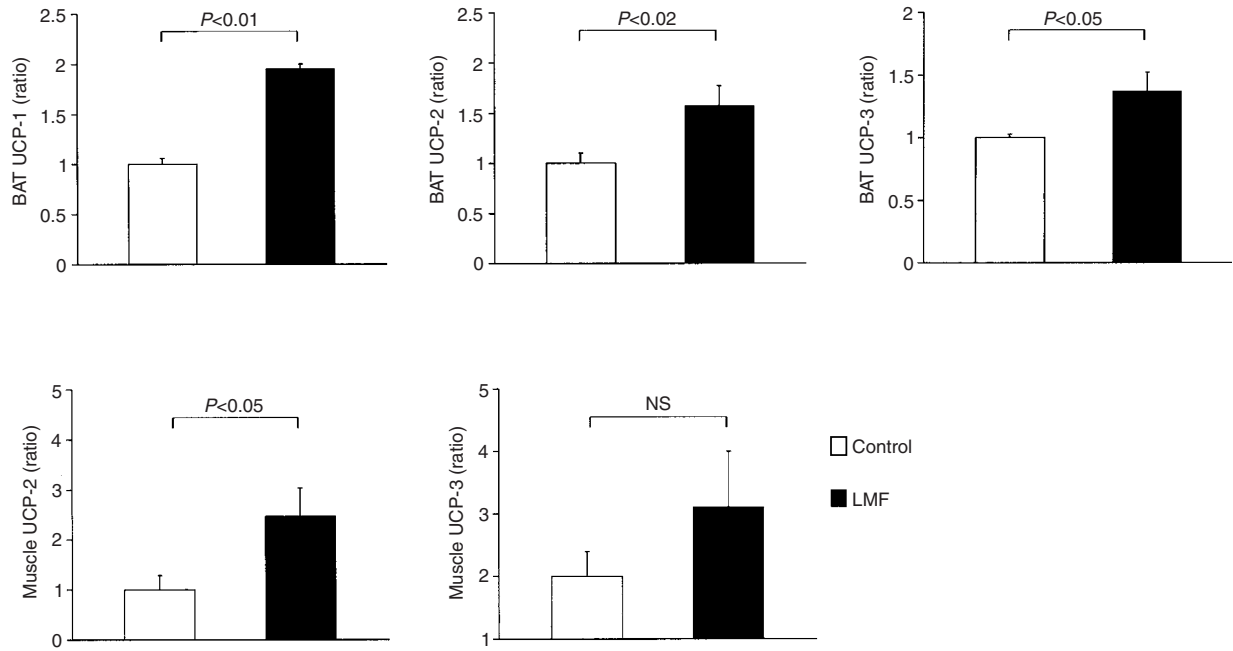 P<0.01
BAT UCP-1 (ratio)
2.5
2
1.5
1
0.5
0
P<0.02
BAT UCP-2 (ratio)
2.5
2
1.5
1
0.5
0
P<0.05
BAT UCP-3 (ratio)
2
1.5
1
0.5
0
P<0.05
Muscle UCP-2 (ratio)
5
4
3
2
1
0
NS
Muscle UCP-3 (ratio)
5
4
3
2
1
Control
LMF